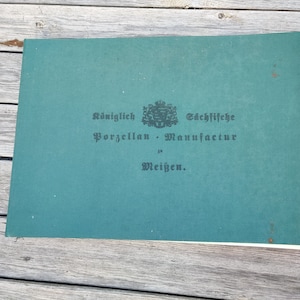 Königlich Sächsische
Porzellan - Manufactur
zu
Meißen.